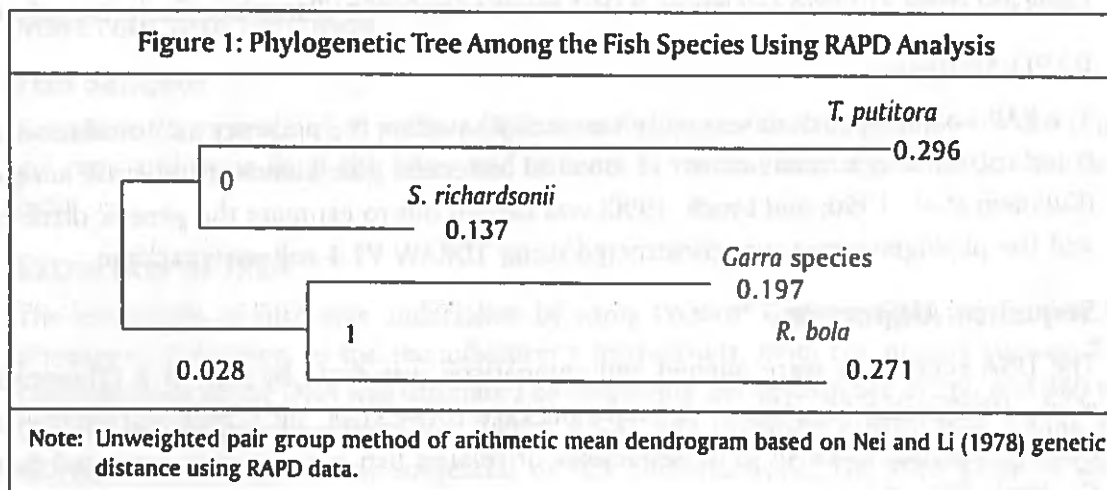 Figure 1: Phylogenetic Tree Among the Fish Species Using RAPD Analysis
T. putitora
0.296
0
S. richardsonii
0.137
Garra species
0.197
1
R. bola
0.028
0.271
Note: Unweighted pair group method of arithmetic mean dendrogram based on Nei and Li (1978) genetic
distance using RAPD data.